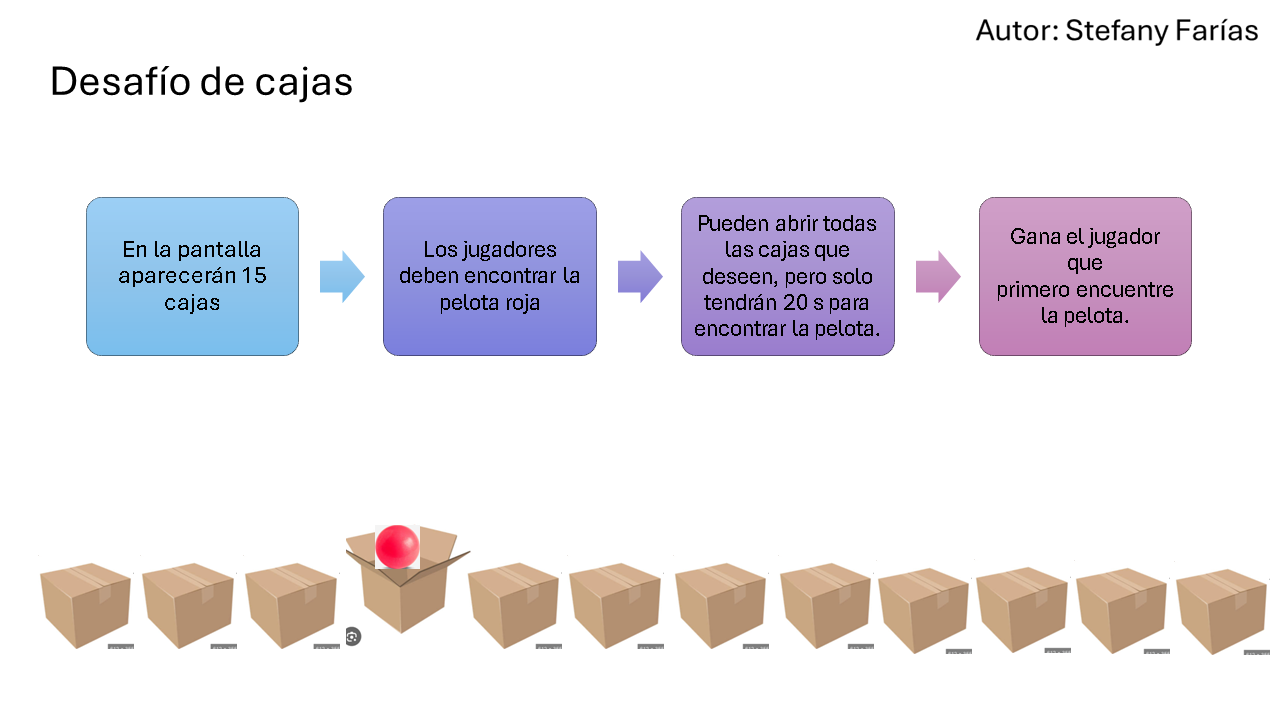 Autor: Stefany Farías
Desafío de cajas
En la pantalla
aparecerán 15
cajas
Los jugadores
deben encontrar la
pelota roja
Pueden abrir todas
las cajas que
deseen, pero solo
tendrán 20 s para
encontrar la pelota.
Gana el jugador
que
primero encuentre
la pelota.